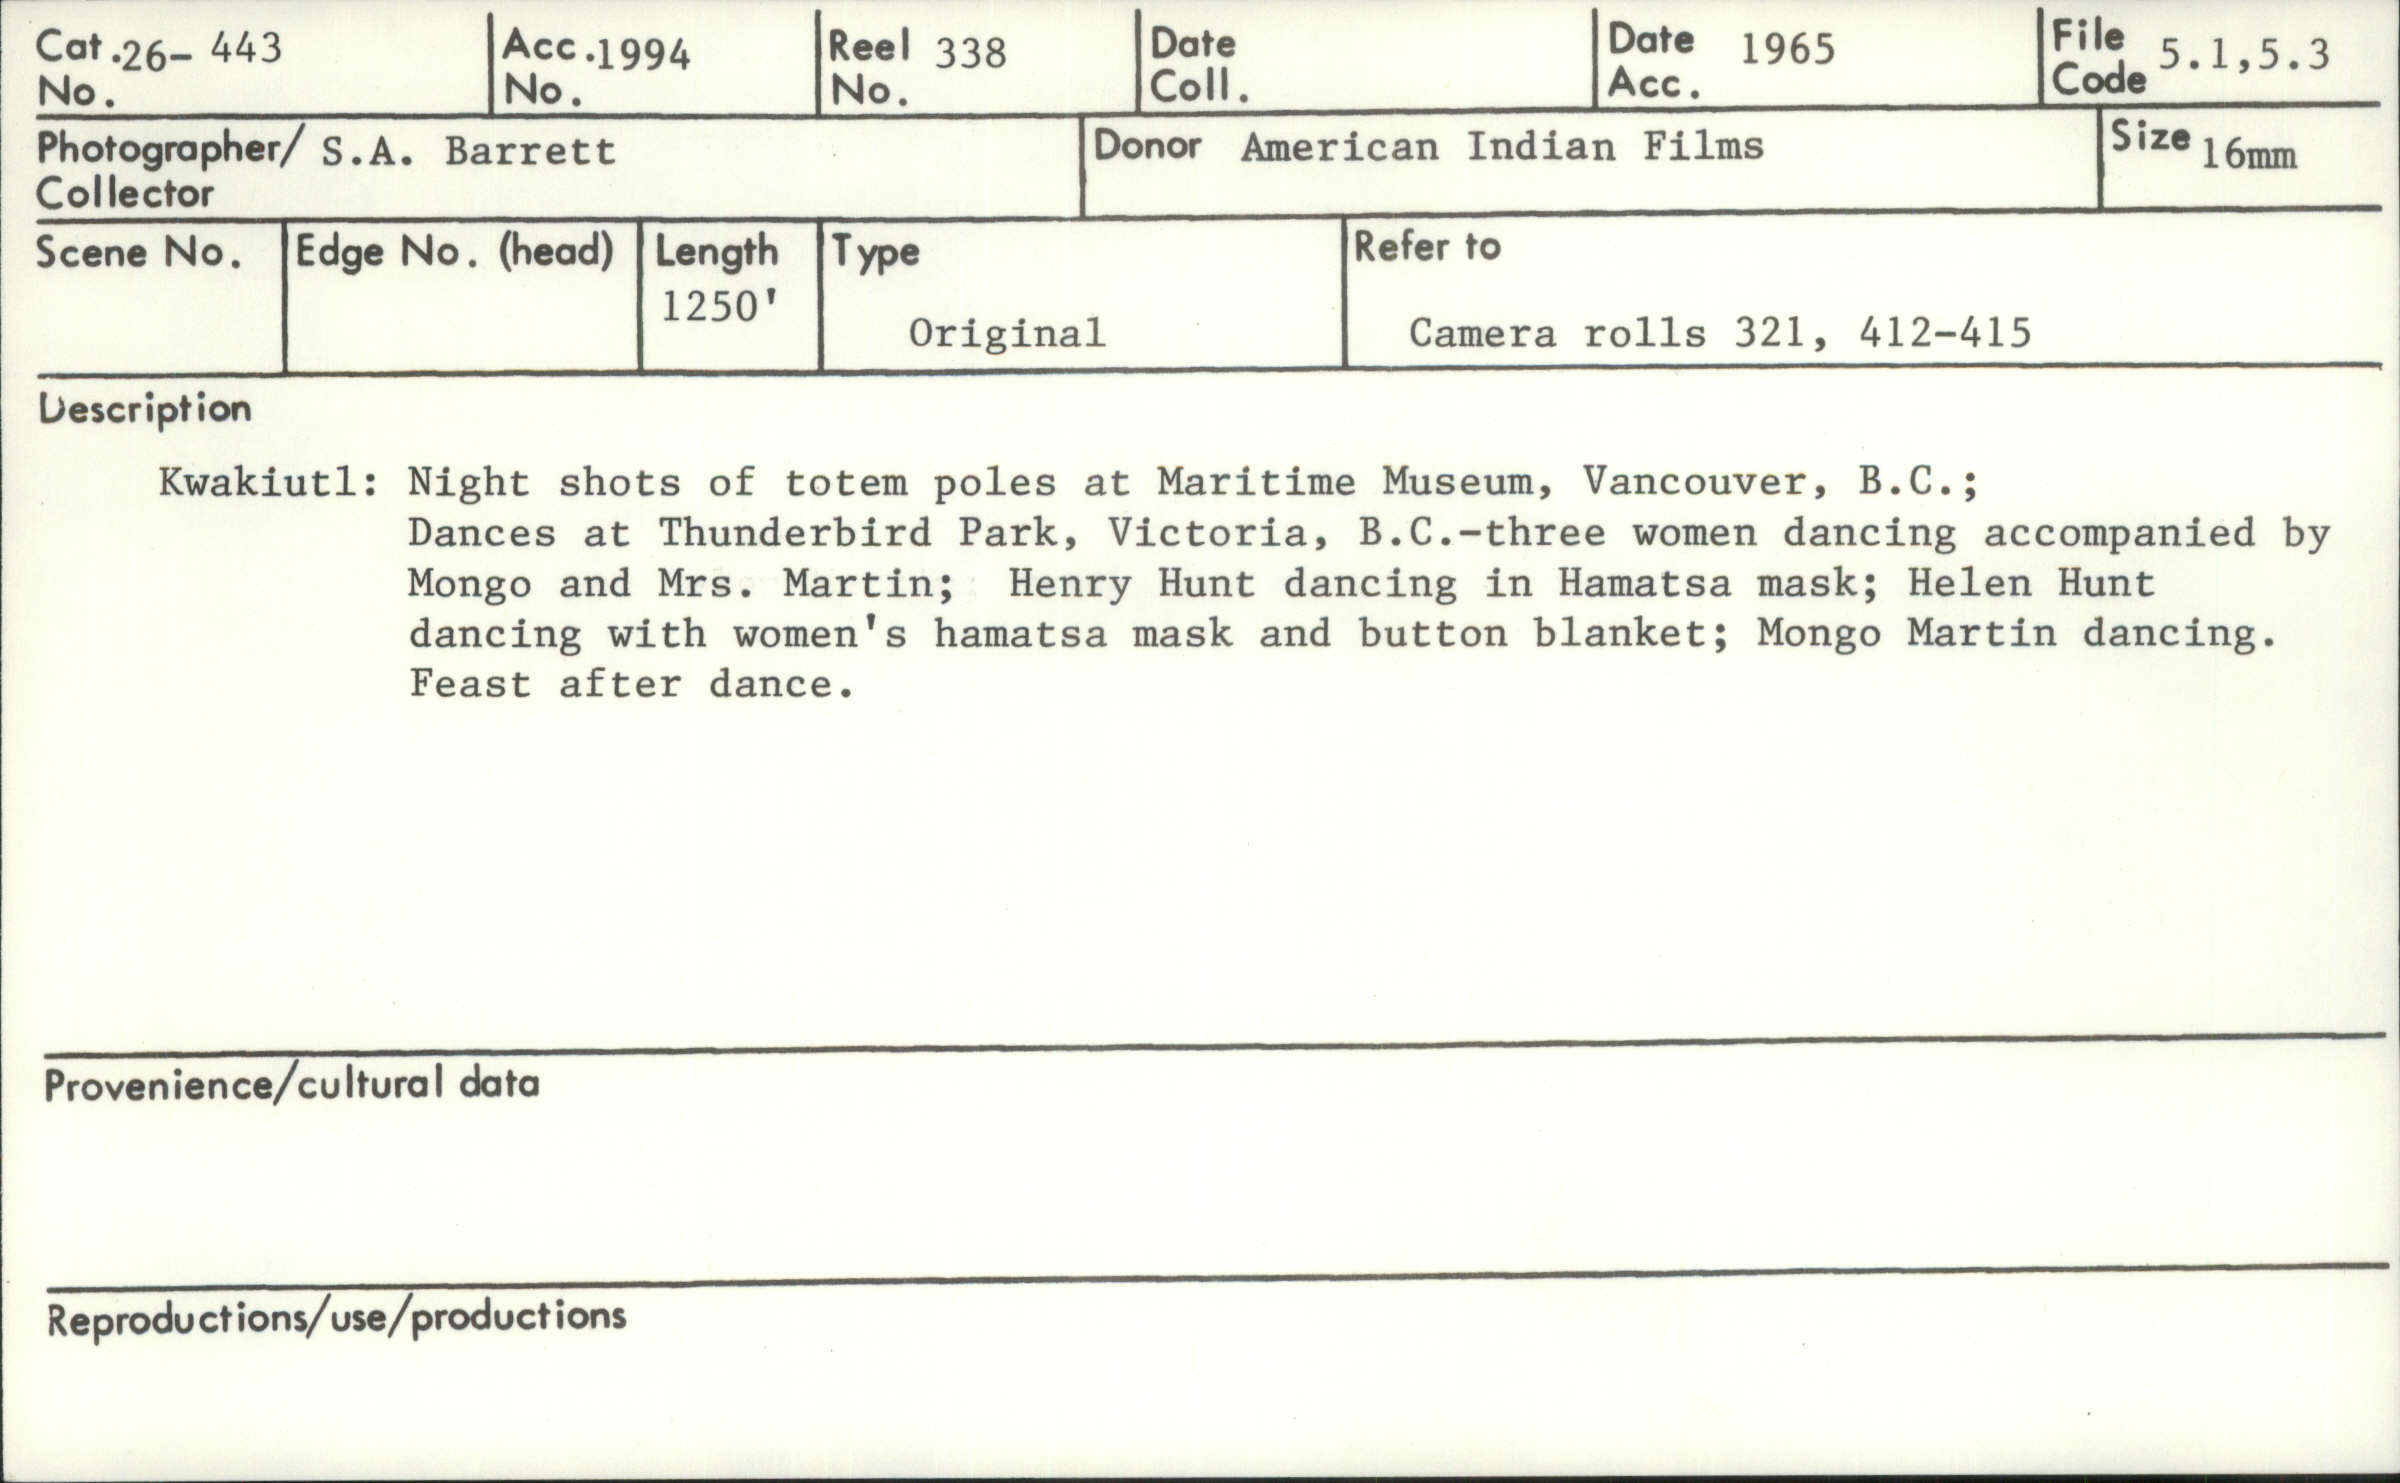 Cat. No. 26- 443 Acc. No. 1994 Reel No. 338 Date Coll. Date Acc. 1965 File Code 5.1,5.3
Photographer/ Collector S.A. Barrett Donor American Indian Films Size 16mm
Scene No. Edge No. (head) Length 1250' Type Original Refer to Camera rolls 321, 412-415
Description
Kwakiutl: Night shots of totem poles at Maritime Museum, Vancouver, B.C.;
Dances at Thunderbird Park, Victoria, B.C.-three women dancing accompanied by
Mongo and Mrs. Martin; Henry Hunt dancing in Hamatsa mask; Helen Hunt
dancing with women's hamatsa mask and button blanket; Mongo Martin dancing.
Feast after dance.
Provenience/cultural data
Reproductions/use/productions